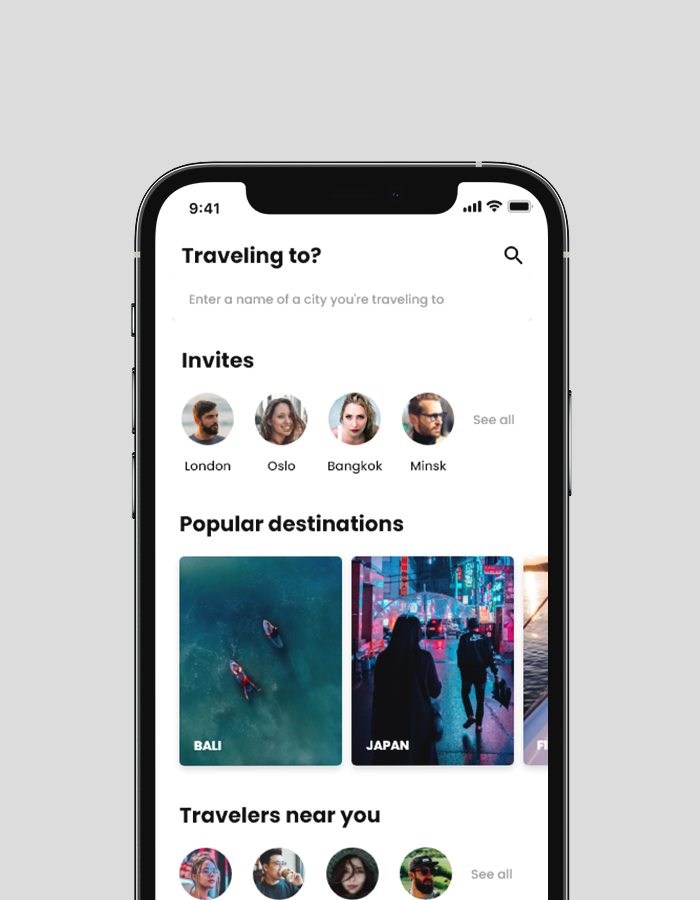 9:41
Traveling to?
Enter a name of a city you're traveling to
Invites
See all
London Oslo Bangkok Minsk
Popular destinations
BALI JAPAN
Travelers near you
See all